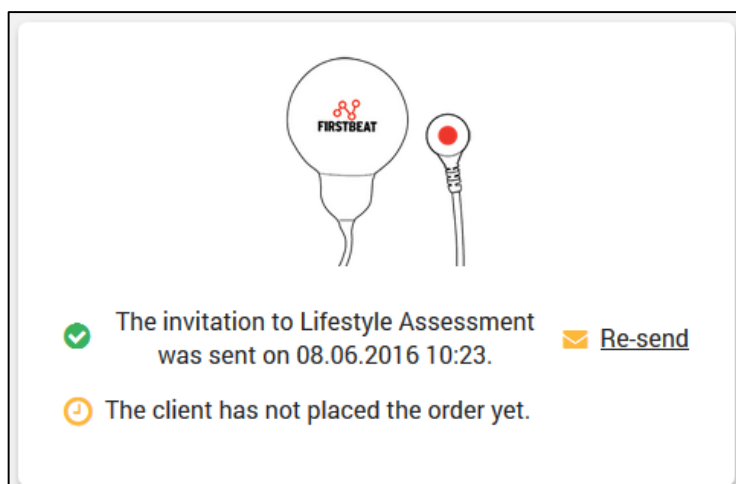 FIRSTBEAT
The invitation to Lifestyle Assessment
was sent on 08.06.2016 10:23.
Re-send
The client has not placed the order yet.